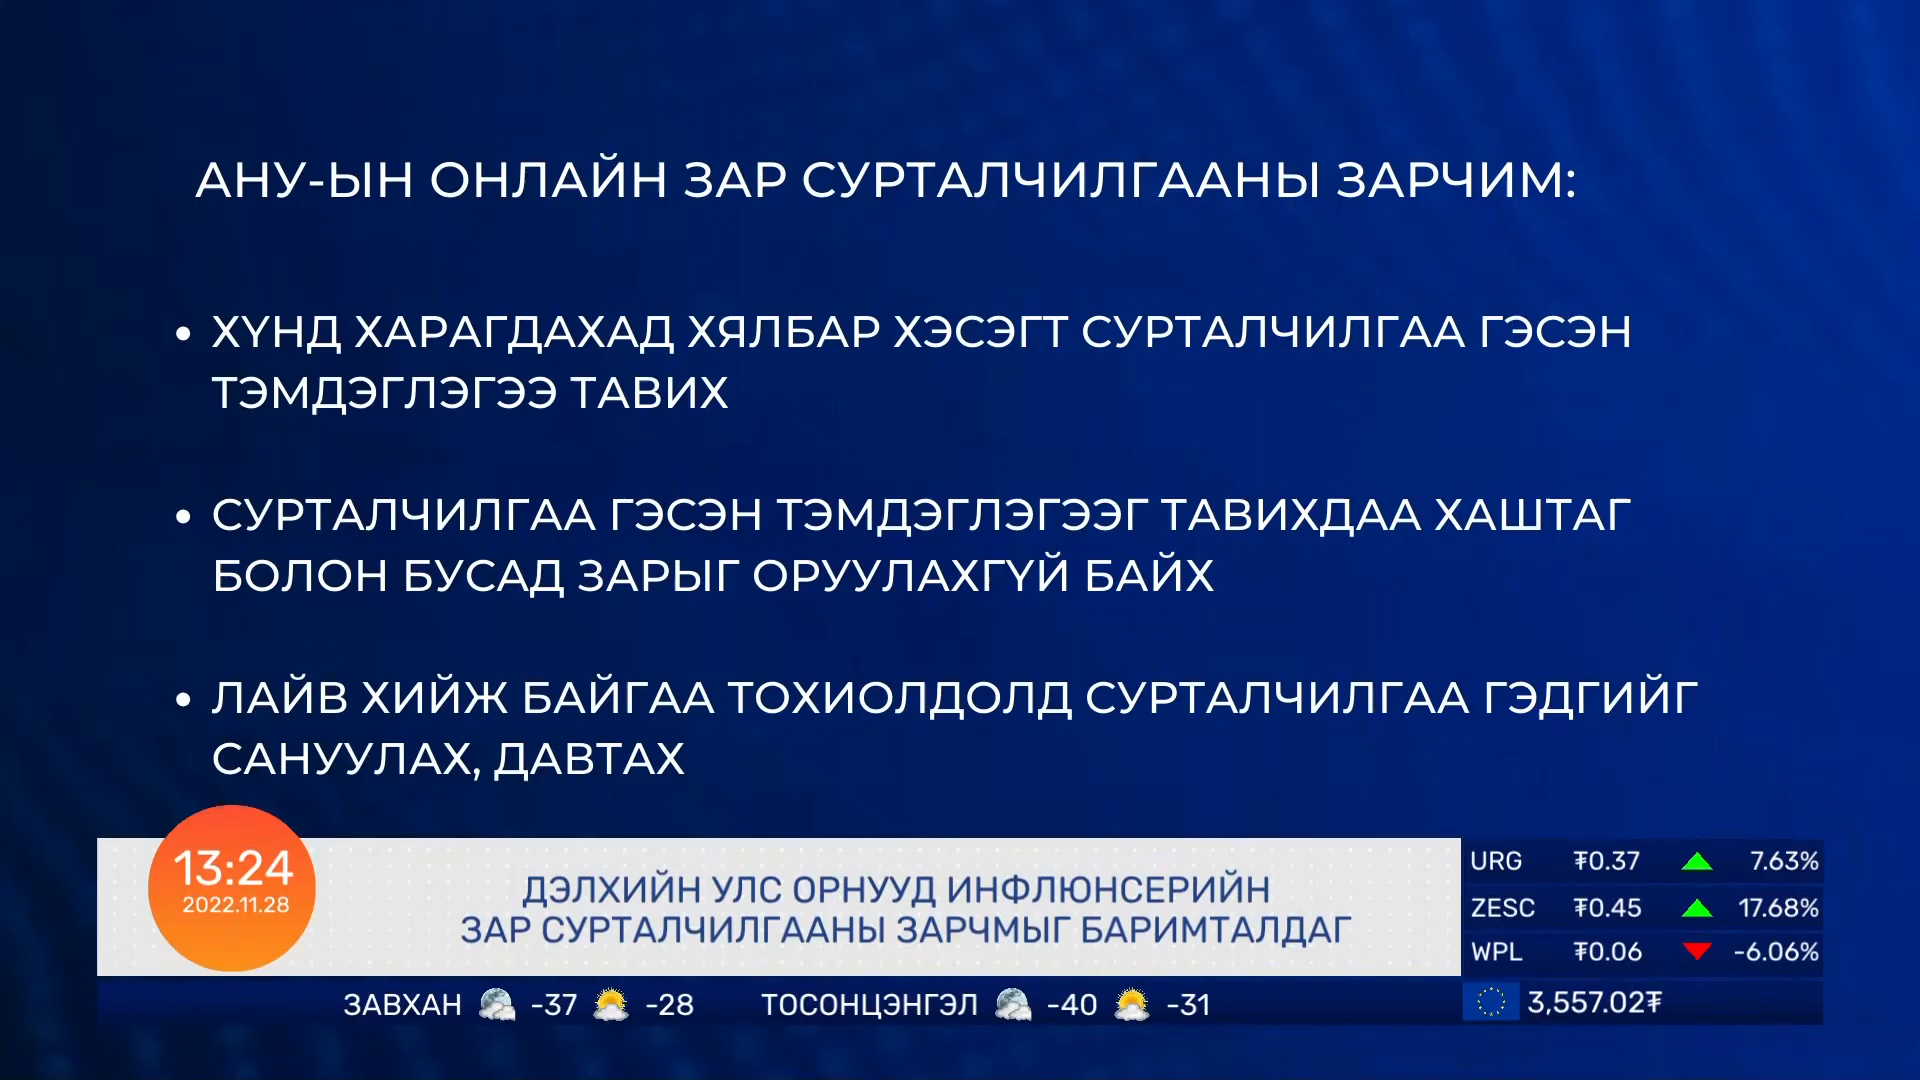 АНУ-ЫН ОНЛАЙН ЗАР СУРТАЛЧИЛГААНЫ ЗАРЧИМ:
• ХҮНД ХАРАГДАХАД ХЯЛБАР ХЭСЭГТ СУРТАЛЧИЛГАА ГЭСЭН
ТЭМДЭГЛЭГЭЭ ТАВИХ
• СУРТАЛЧИЛГАА ГЭСЭН ТЭМДЭГЛЭГЭЭГ ТАВИХДАА ХАШТАГ
БОЛОН БУСАД ЗАРЫГ ОРУУЛАХГҮЙ БАЙХ
• ЛАЙВ ХИЙЖ БАЙГАА ТОХИОЛДОЛД СУРТАЛЧИЛГАА ГЭДГИЙГ
САНУУЛАХ, ДАВТАХ
13:24
2022.11.28
ДЭЛХИЙН УЛС ОРНУУД ИНФЛЮНСЕРИЙН
ЗАР СУРТАЛЧИЛГААНЫ ЗАРЧМЫГ БАРИМТАЛДАГ
URG ₮0.37 7.63%
ZESC ₮0.45 17.68%
WPL ₮0.06 -6.06%
ЗАВХАН -37 -28 ТОСОНЦЭНГЭЛ -40 -31
3,557.02₮